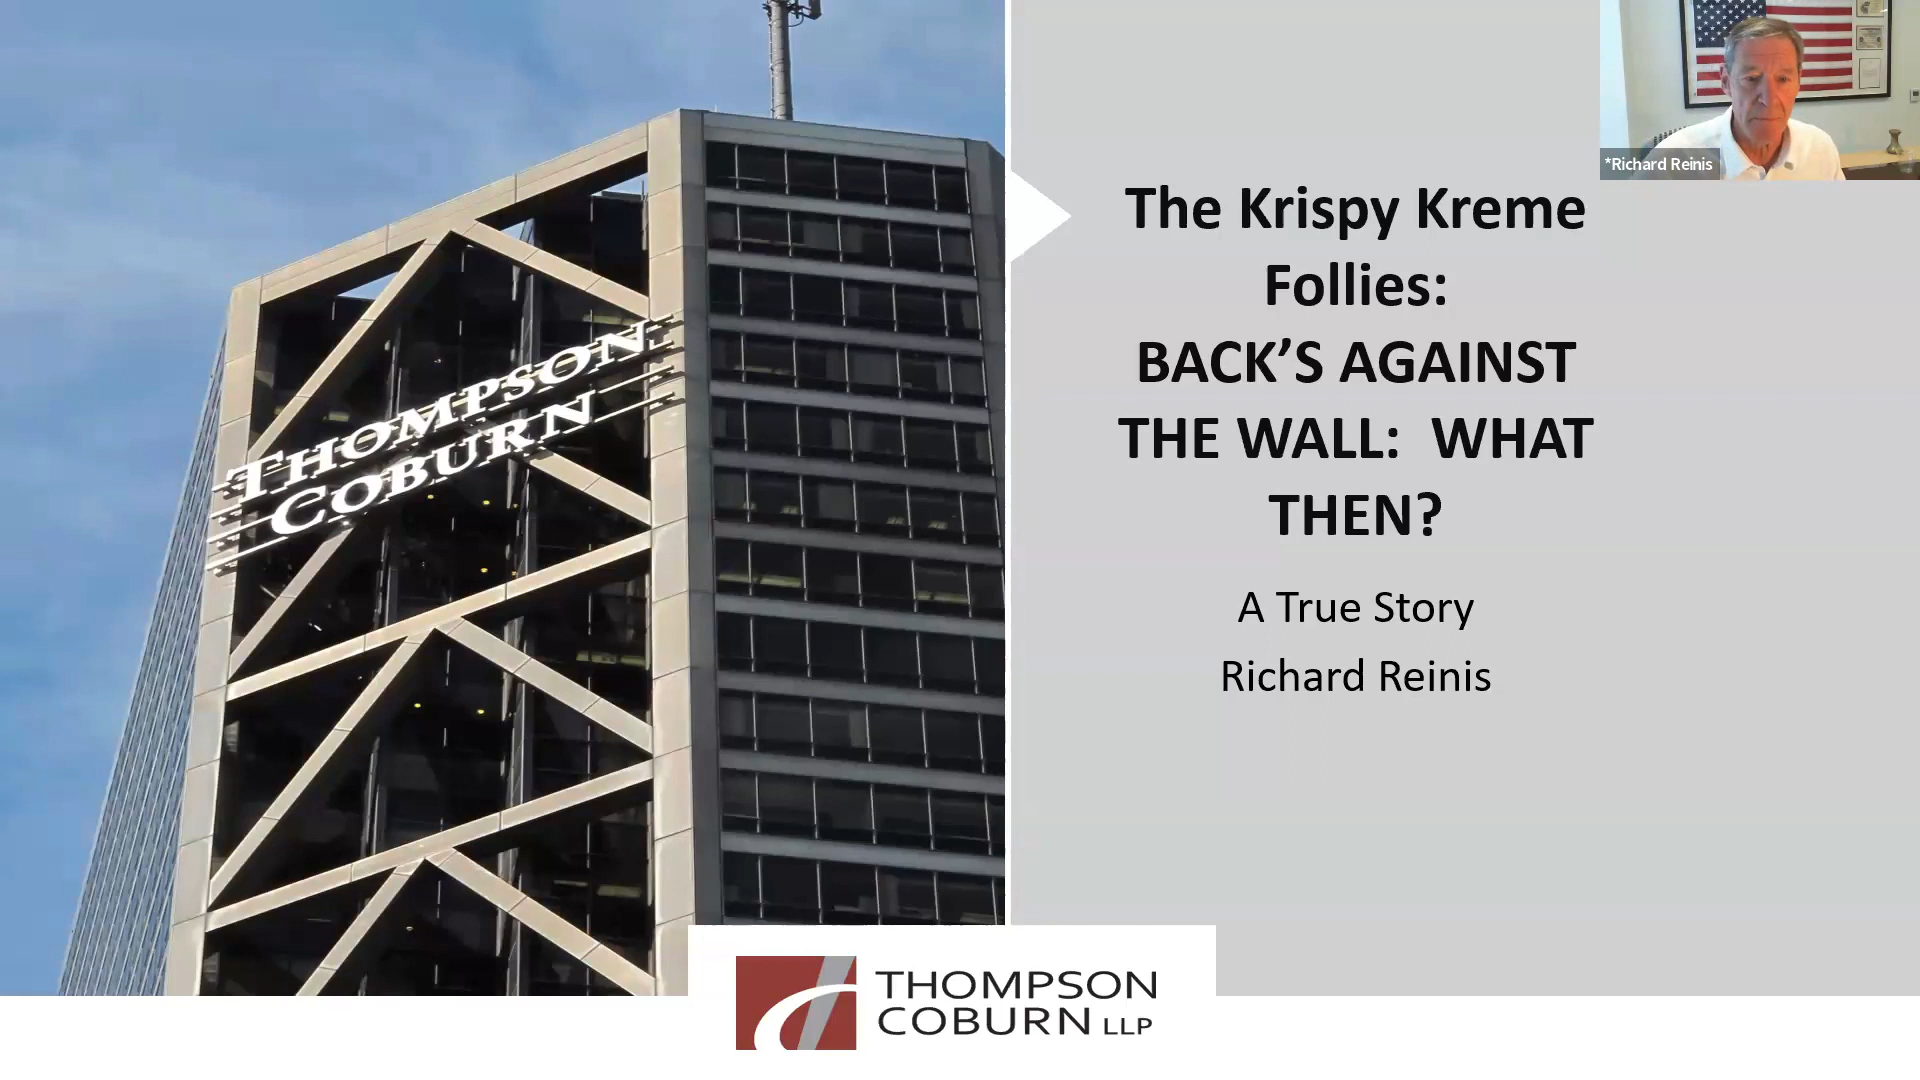 *Richard Reinis
The Krispy Kreme
Follies:
BACK’S AGAINST
THE WALL:  WHAT
THEN?
A True Story
Richard Reinis
THOMPSON
COBURN
THOMPSON
COBURN LLP